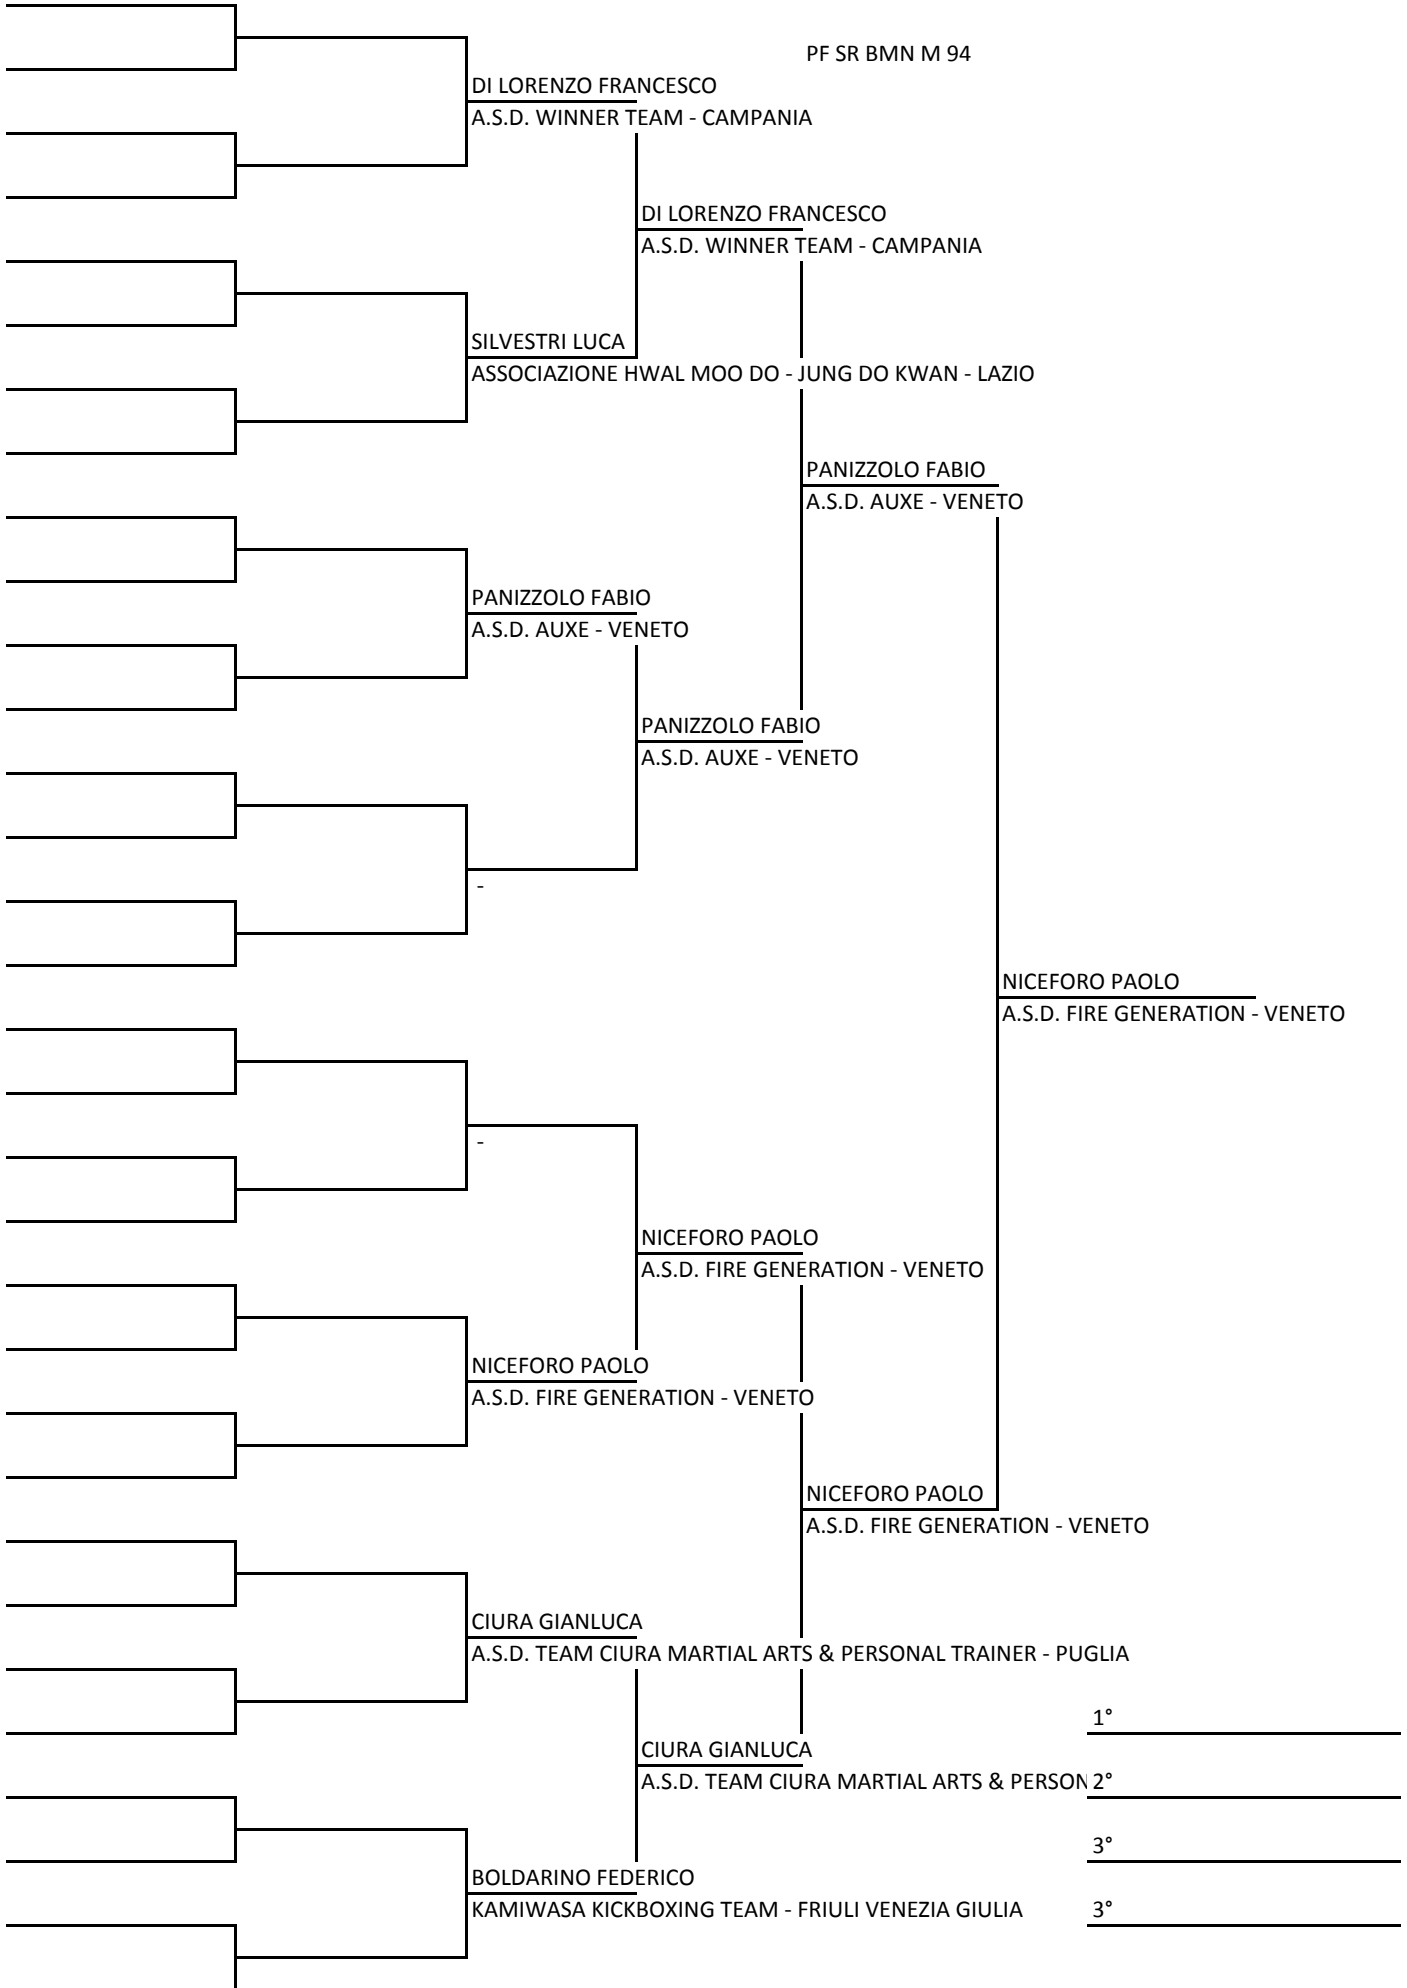 PF SR BMN M 94
DI LORENZO FRANCESCO
A.S.D. WINNER TEAM - CAMPANIA
DI LORENZO FRANCESCO
A.S.D. WINNER TEAM - CAMPANIA
SILVESTRI LUCA
ASSOCIAZIONE HWAL MOO DO - JUNG DO KWAN - LAZIO
PANIZZOLO FABIO
A.S.D. AUXE - VENETO
PANIZZOLO FABIO
A.S.D. AUXE - VENETO
PANIZZOLO FABIO
A.S.D. AUXE - VENETO
-
NICEFORO PAOLO
A.S.D. FIRE GENERATION - VENETO
-
NICEFORO PAOLO
A.S.D. FIRE GENERATION - VENETO
NICEFORO PAOLO
A.S.D. FIRE GENERATION - VENETO
NICEFORO PAOLO
A.S.D. FIRE GENERATION - VENETO
CIURA GIANLUCA
A.S.D. TEAM CIURA MARTIAL ARTS & PERSONAL TRAINER - PUGLIA
1°
CIURA GIANLUCA
A.S.D. TEAM CIURA MARTIAL ARTS & PERSON
2°
3°
BOLDARINO FEDERICO
KAMIWASA KICKBOXING TEAM - FRIULI VENEZIA GIULIA
3°